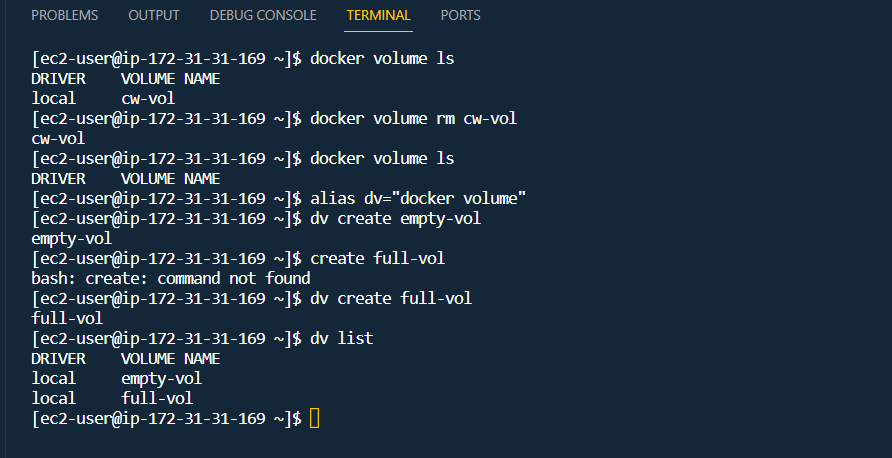 PROBLEMS OUTPUT DEBUG CONSOLE TERMINAL PORTS
[ec2-user@ip-172-31-31-169 ~]$ docker volume ls
DRIVER    VOLUME NAME
local     cw-vol
[ec2-user@ip-172-31-31-169 ~]$ docker volume rm cw-vol
cw-vol
[ec2-user@ip-172-31-31-169 ~]$ docker volume ls
DRIVER    VOLUME NAME
[ec2-user@ip-172-31-31-169 ~]$ alias dv="docker volume"
[ec2-user@ip-172-31-31-169 ~]$ dv create empty-vol
empty-vol
[ec2-user@ip-172-31-31-169 ~]$ create full-vol
bash: create: command not found
[ec2-user@ip-172-31-31-169 ~]$ dv create full-vol
full-vol
[ec2-user@ip-172-31-31-169 ~]$ dv list
DRIVER    VOLUME NAME
local     empty-vol
local     full-vol
[ec2-user@ip-172-31-31-169 ~]$